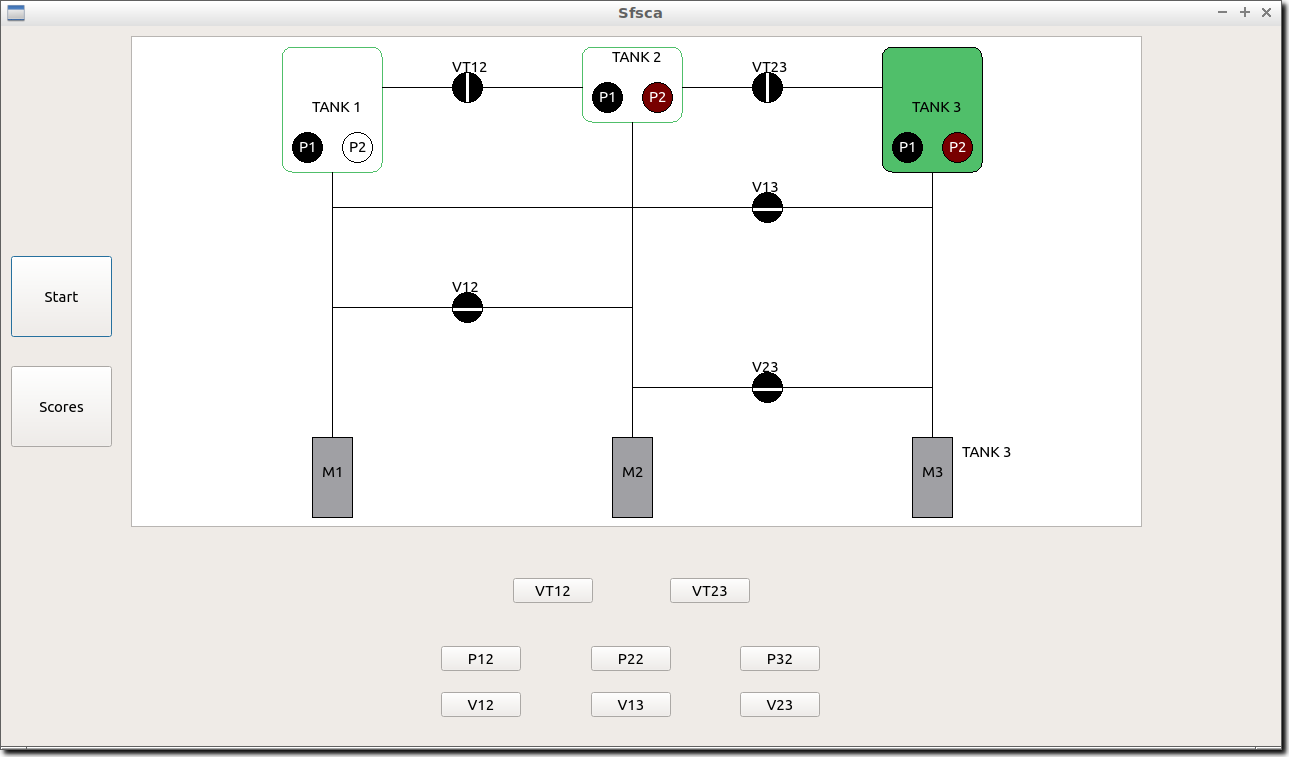 Sfsca
TANK 2
VT12
VT23
P1
P2
TANK 1
TANK 3
P1
P2
P1
P2
V13
V12
Start
V23
Scores
M1
M2
M3
TANK 3
VT12
VT23
P12
P22
P32
V12
V13
V23